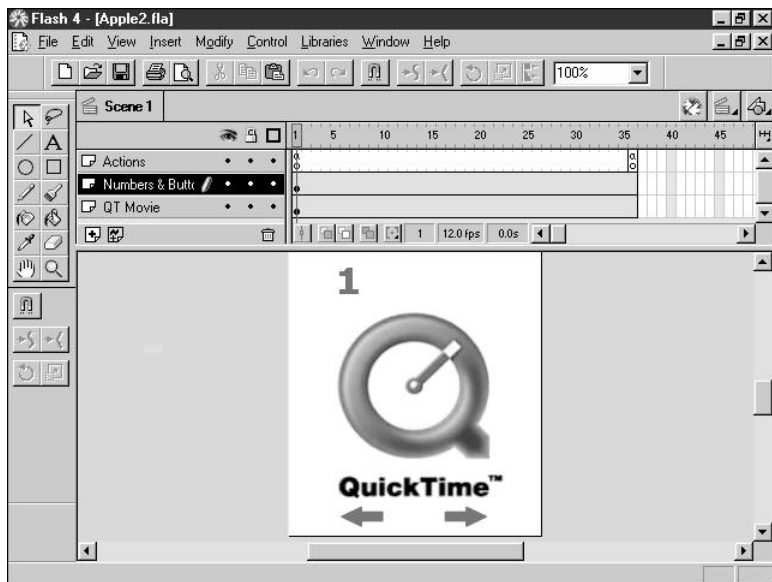 Flash 4 - [Apple2.fla]
File Edit View Insert Modify Control Libraries Window Help
100%
Scene 1
1 5 10 15 20 25 30 35 40 45
Actions
Numbers & Butt
QT Movie
1 12.0 fps 0.0s
A
1
QuickTime™